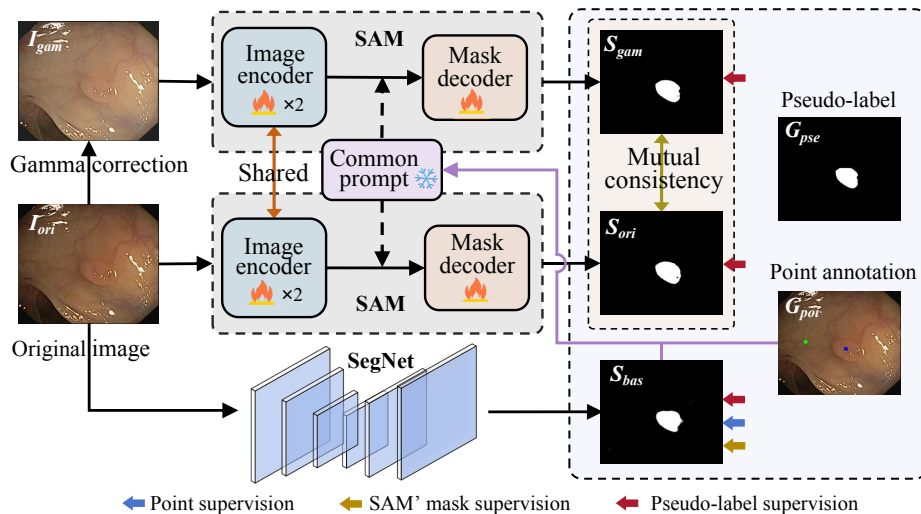 I_gam
Gamma correction
I_ori
Original image
Image
encoder
×2
SAM
Mask
decoder
Shared
Common
prompt
Image
encoder
×2
SAM
Mask
decoder
SegNet
S_gam
Mutual
consistency
S_ori
S_bas
Pseudo-label
G_pse
Point annotation
G_poi
Point supervision
SAM' mask supervision
Pseudo-label supervision